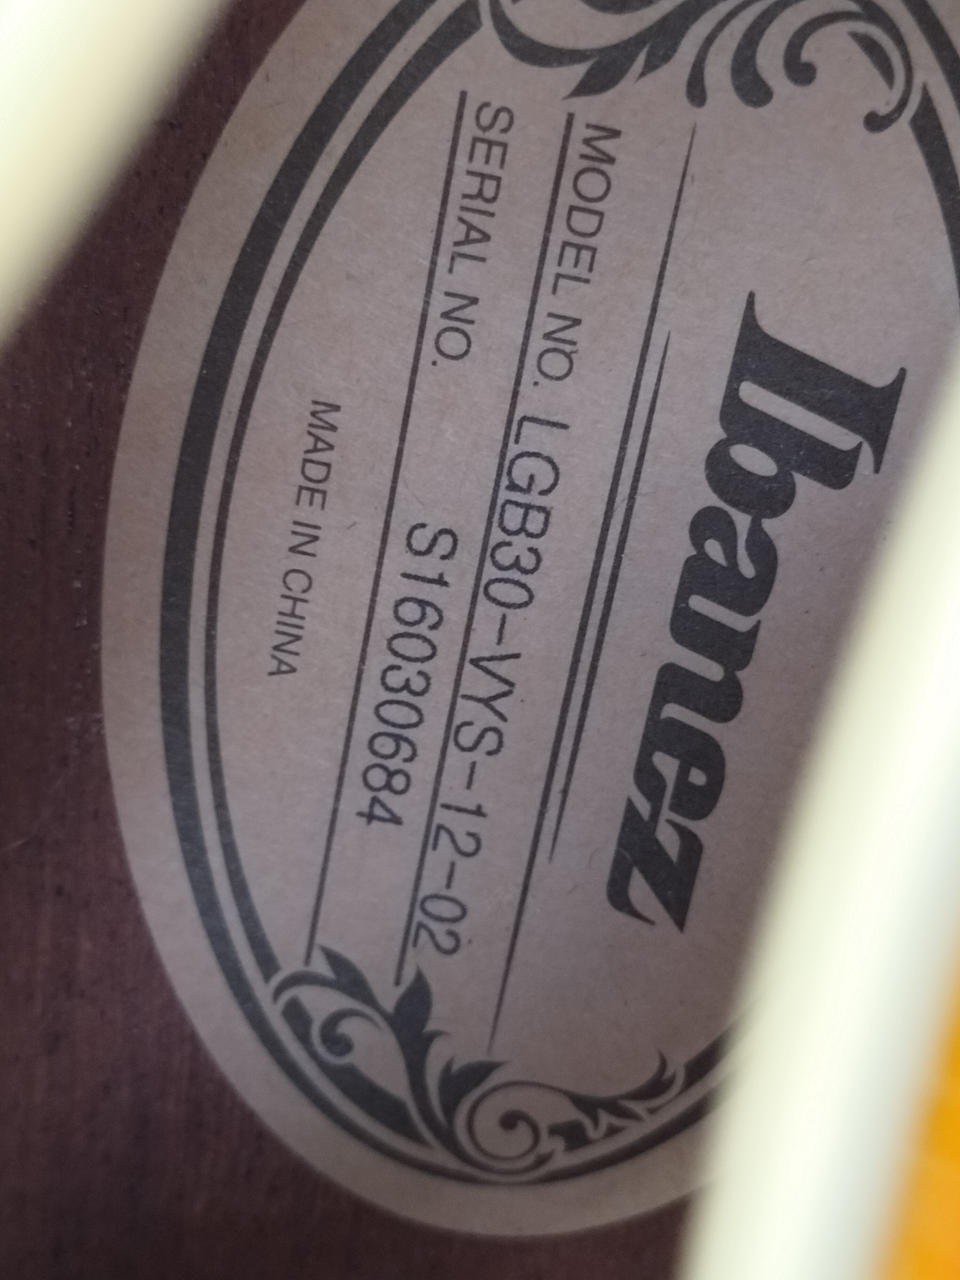 Ibanez
MODEL NO. LGB30-VYS-12-02
SERIAL NO. S16030684
MADE IN CHINA